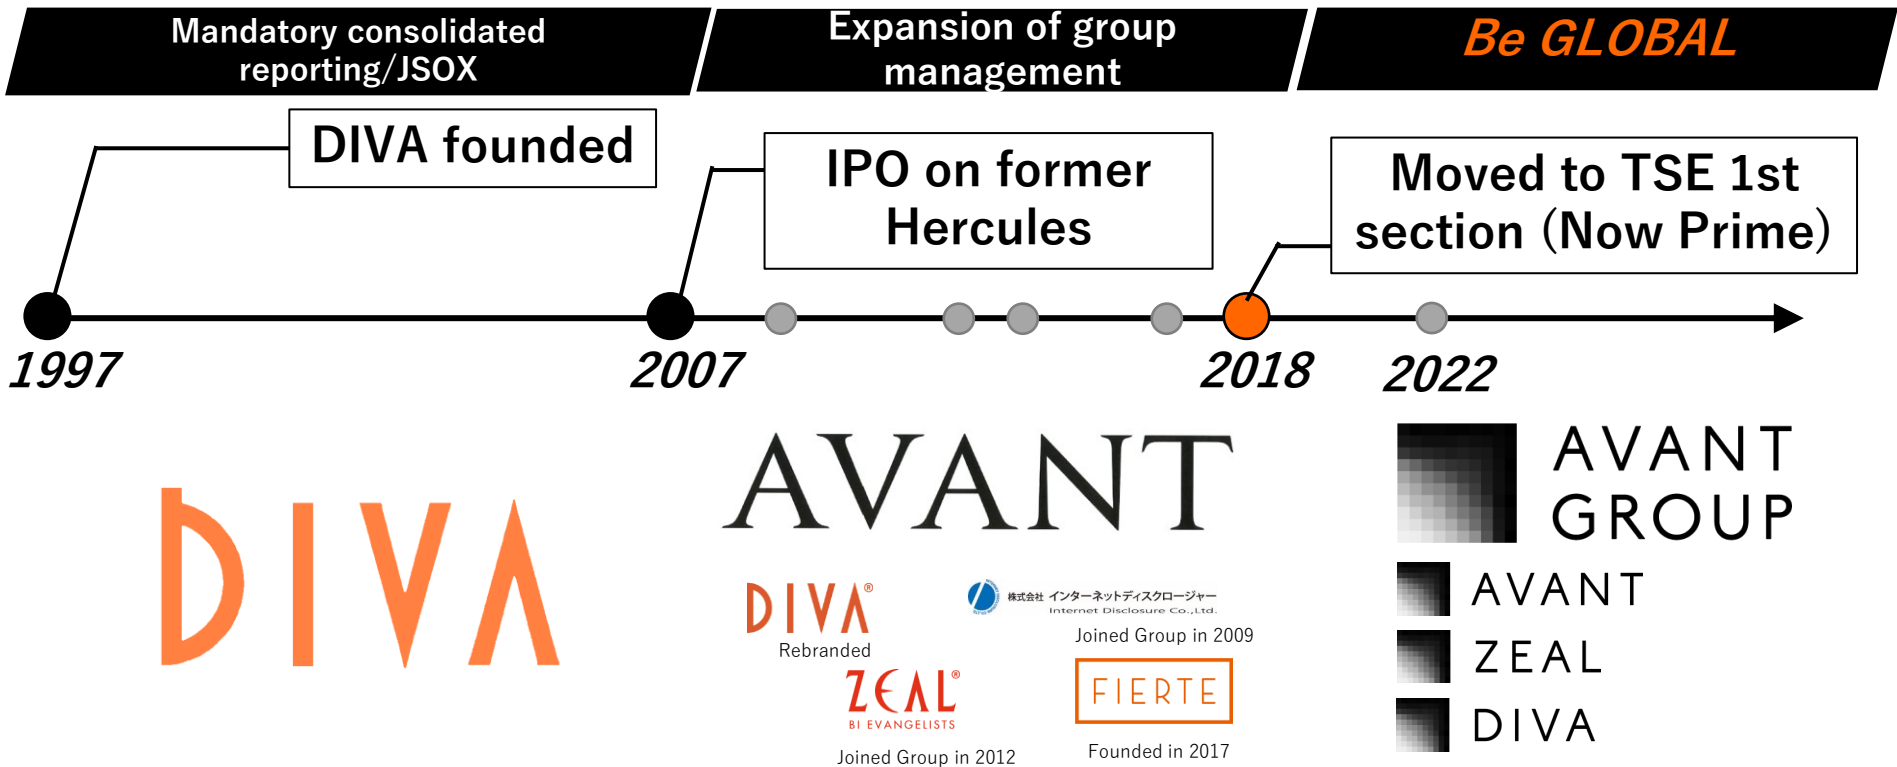 Mandatory consolidated
reporting/JSOX
Expansion of group
management
Be GLOBAL
DIVA founded
IPO on former
Hercules
Moved to TSE 1st
section (Now Prime)
1997
2007
2018
2022
DIVA
AVANT
DIVA®
Rebranded
株式会社 インターネットディスクロージャー
Internet Disclosure Co.,Ltd.
Joined Group in 2009
ZEAL®
BI EVANGELISTS
Joined Group in 2012
FIERTE
Founded in 2017
AVANT
GROUP
AVANT
ZEAL
DIVA